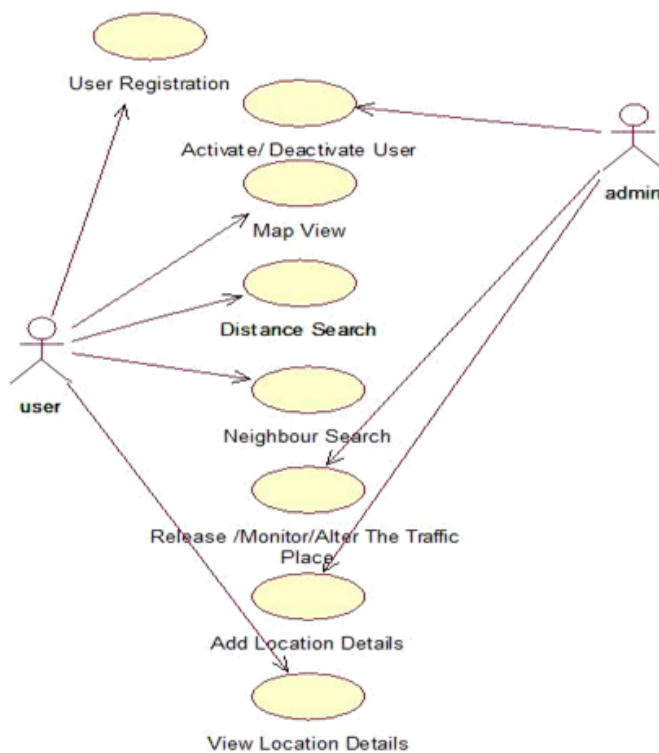 User Registration
Activate/ Deactivate User
admin
Map View
Distance Search
user
Neighbour Search
Release /Monitor/Alter The Traffic
Place
Add Location Details
View Location Details